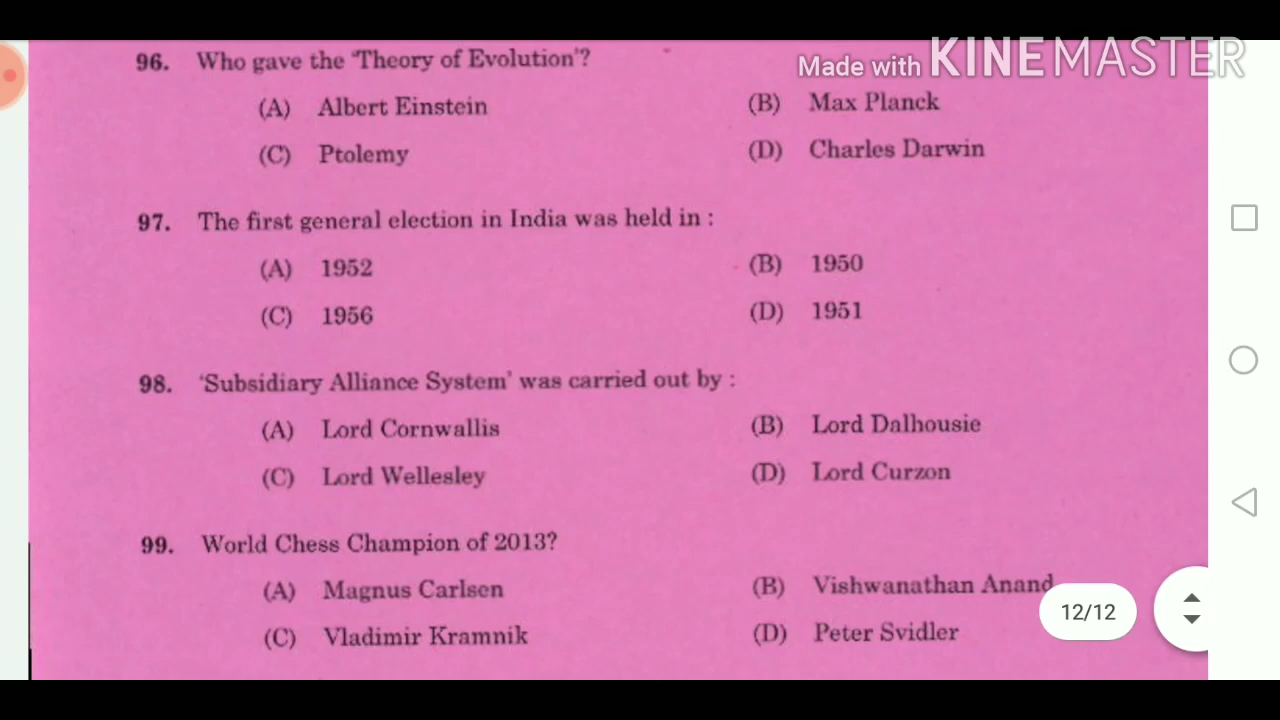 Made with KINEMASTER
96. Who gave the 'Theory of Evolution'?
(A) Albert Einstein (B) Max Planck
(C) Ptolemy (D) Charles Darwin
97. The first general election in India was held in :
(A) 1952 (B) 1950
(C) 1956 (D) 1951
98. 'Subsidiary Alliance System' was carried out by :
(A) Lord Cornwallis (B) Lord Dalhousie
(C) Lord Wellesley (D) Lord Curzon
99. World Chess Champion of 2013?
(A) Magnus Carlsen (B) Vishwanathan Anand
(C) Vladimir Kramnik (D) Peter Svidler
12/12